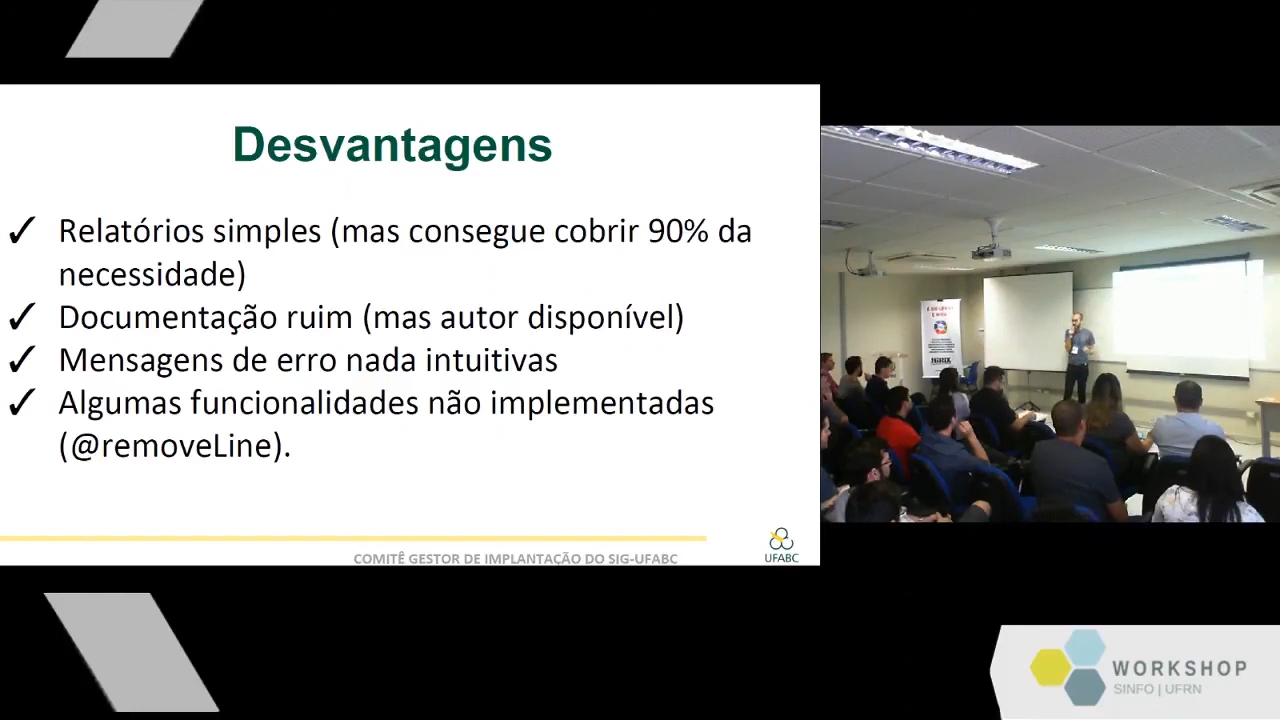 Desvantagens
✓ Relatórios simples (mas consegue cobrir 90% da
necessidade)
✓ Documentação ruim (mas autor disponível)
✓ Mensagens de erro nada intuitivas
✓ Algumas funcionalidades não implementadas
(@removeLine).
COMITÊ GESTOR DE IMPLANTAÇÃO DO SIG-UFABC
UFABC
WORKSHOP
SINFO | UFRN